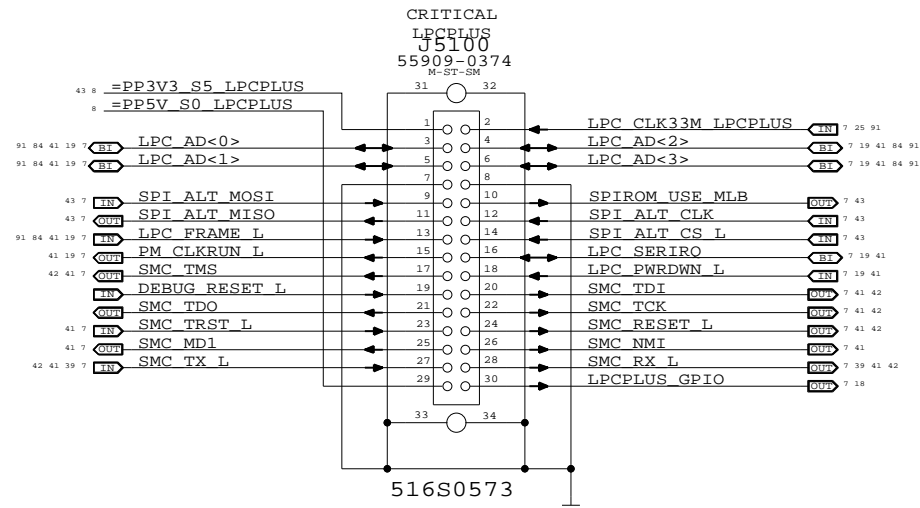 CRITICAL
LPCPLUS
J5100
55909-0374
M-ST-SM
31 32
43 8 =PP3V3_S5_LPCPLUS
8 =PP5V_S0_LPCPLUS
1 2 LPC_CLK33M_LPCPLUS IN 7 25 91
91 84 41 19 7 BI LPC_AD<0> 3 4 LPC_AD<2> BI 7 19 41 84 91
91 84 41 19 7 BI LPC_AD<1> 5 6 LPC_AD<3> BI 7 19 41 84 91
7 8
43 7 IN SPI_ALT_MOSI 9 10 SPIROM_USE_MLB OUT 7 43
43 7 OUT SPI_ALT_MISO 11 12 SPI_ALT_CLK IN 7 43
91 84 41 19 7 IN LPC_FRAME_L 13 14 SPI_ALT_CS_L IN 7 43
41 19 7 OUT PM_CLKRUN_L 15 16 LPC_SERIRQ BI 7 19 41
42 41 7 OUT SMC_TMS 17 18 LPC_PWRDWN_L IN 7 19 41
IN DEBUG_RESET_L 19 20 SMC_TDI OUT 7 41 42
OUT SMC_TDO 21 22 SMC_TCK OUT 7 41 42
41 7 IN SMC_TRST_L 23 24 SMC_RESET_L OUT 7 41 42
41 7 OUT SMC_MD1 25 26 SMC_NMI OUT 7 41
42 41 39 7 IN SMC_TX_L 27 28 SMC_RX_L OUT 7 39 41 42
29 30 LPCPLUS_GPIO OUT 7 18
33 34
516S0573